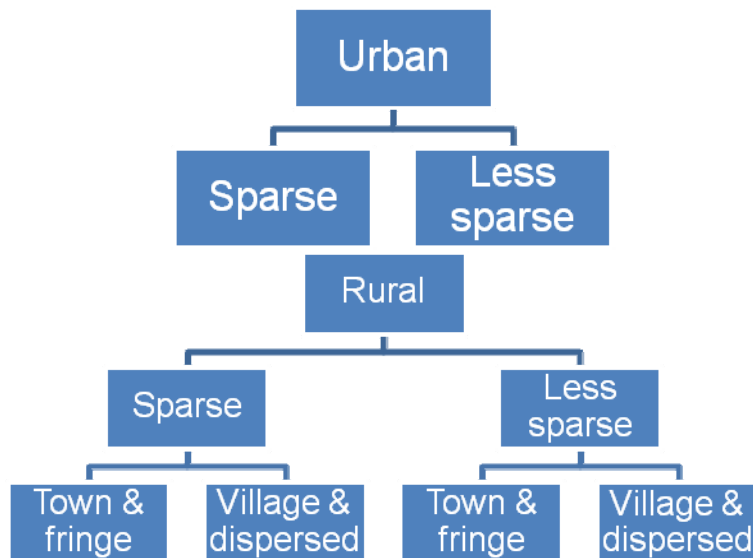 Urban
Sparse
Less
sparse
Rural
Sparse
Less
sparse
Town &
fringe
Village &
dispersed
Town &
fringe
Village &
dispersed